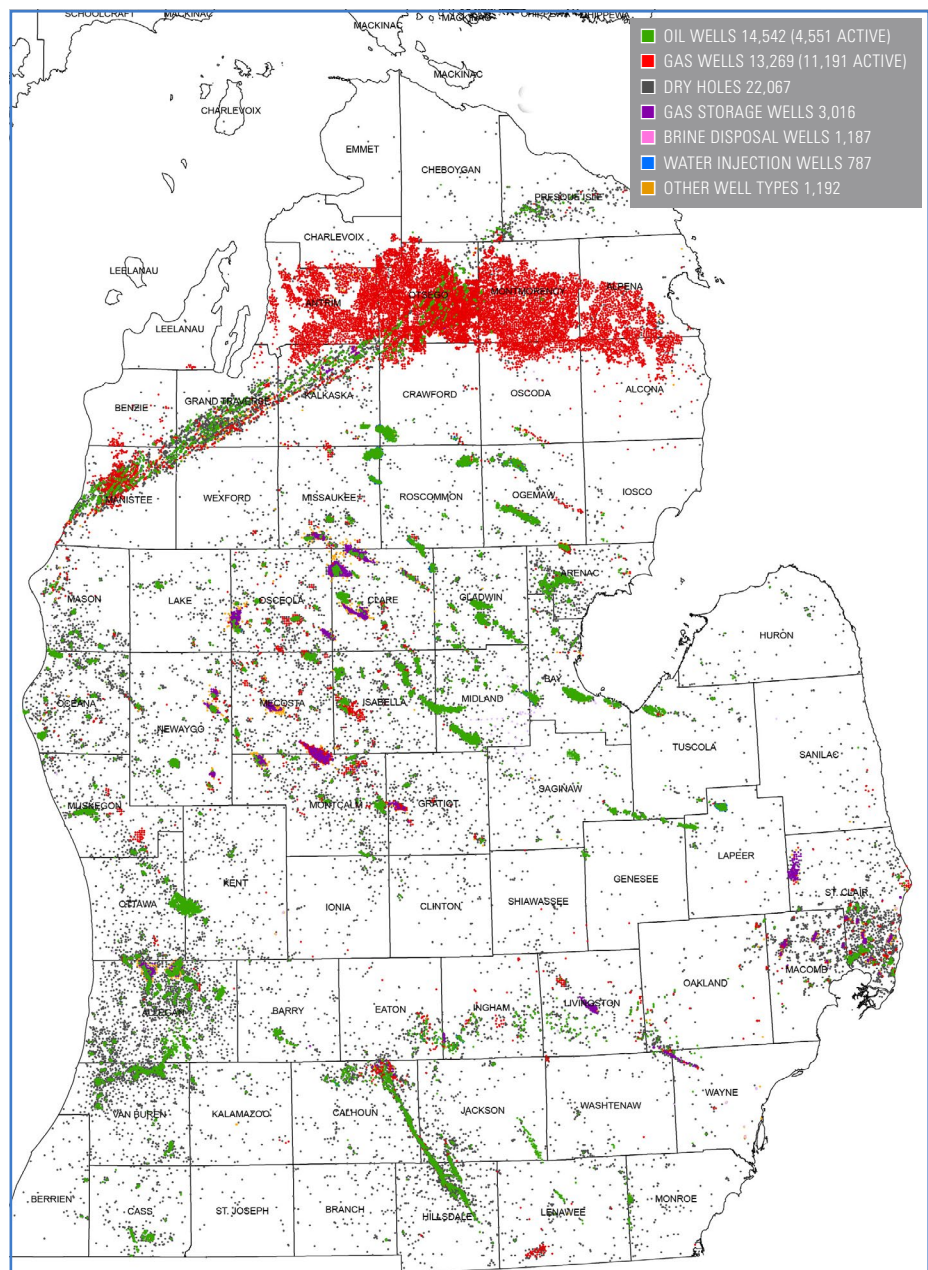 SCHOOLCRAFT
MACKINAC
MACKINAC
MACKINAC
CHIPPEWA
MACKINAC
OIL WELLS 14,542 (4,551 ACTIVE)
GAS WELLS 13,269 (11,191 ACTIVE)
DRY HOLES 22,067
GAS STORAGE WELLS 3,016
BRINE DISPOSAL WELLS 1,187
WATER INJECTION WELLS 787
OTHER WELL TYPES 1,192
MACKINAC
CHARLEVOIX
EMMET
CHEBOYGAN
PRESQUE ISLE
CHARLEVOIX
LEELANAU
ANTRIM
OTSEGO
MONTMORENCY
ALPENA
LEELANAU
BENZIE
GRAND TRAVERSE
KALKASKA
CRAWFORD
OSCODA
ALCONA
MANISTEE
WEXFORD
MISSAUKEE
ROSCOMMON
OGEMAW
IOSCO
MASON
LAKE
OSCEOLA
CLARE
GLADWIN
ARENAC
HURON
OCEANA
NEWAYGO
MECOSTA
ISABELLA
MIDLAND
BAY
TUSCOLA
SANILAC
MUSKEGON
MONTCALM
GRATIOT
SAGINAW
LAPEER
GENESEE
ST. CLAIR
OTTAWA
KENT
IONIA
CLINTON
SHIAWASSEE
MACOMB
OAKLAND
ALLEGAN
BARRY
EATON
INGHAM
LIVINGSTON
VAN BUREN
KALAMAZOO
CALHOUN
JACKSON
WASHTENAW
WAYNE
BERRIEN
CASS
ST. JOSEPH
BRANCH
HILLSDALE
LENAWEE
MONROE